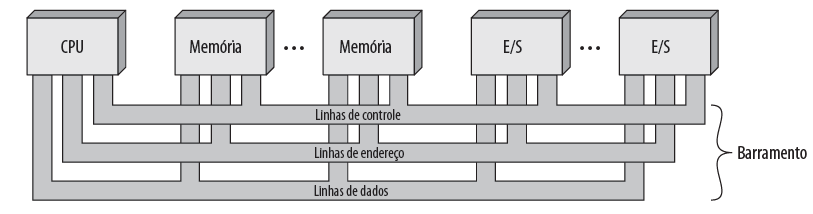 CPU
Memória
•••
Memória
E/S
•••
E/S
Linhas de controle
Linhas de endereço
Barramento
Linhas de dados